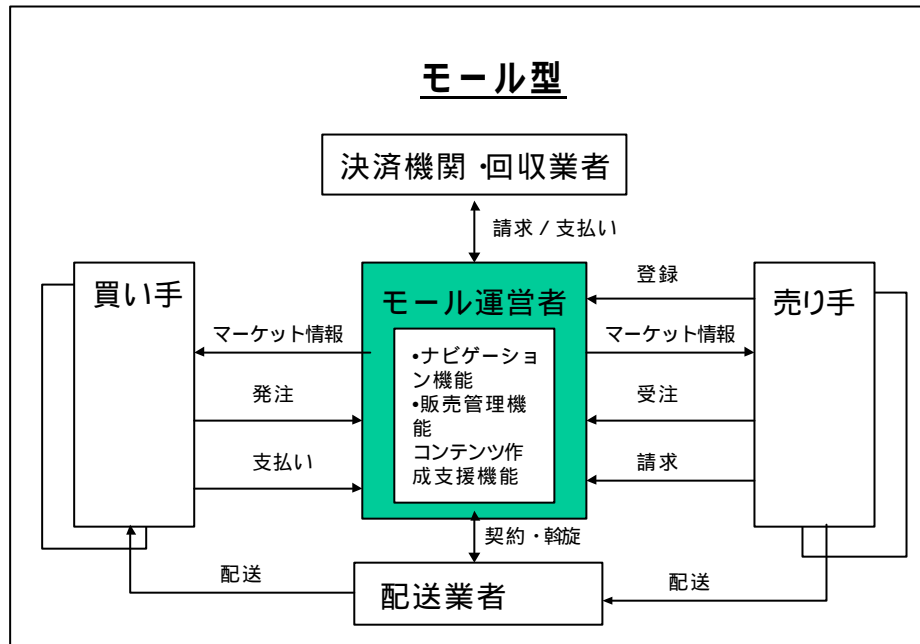 モール型
決済機関・回収業者
請求/支払い
買い手
モール運営者
登録
売り手
マーケット情報
マーケット情報
•ナビゲーショ
ン機能
•販売管理機
能
コンテンツ作
成支援機能
発注
受注
支払い
請求
契約・斡旋
配送
配送業者
配送